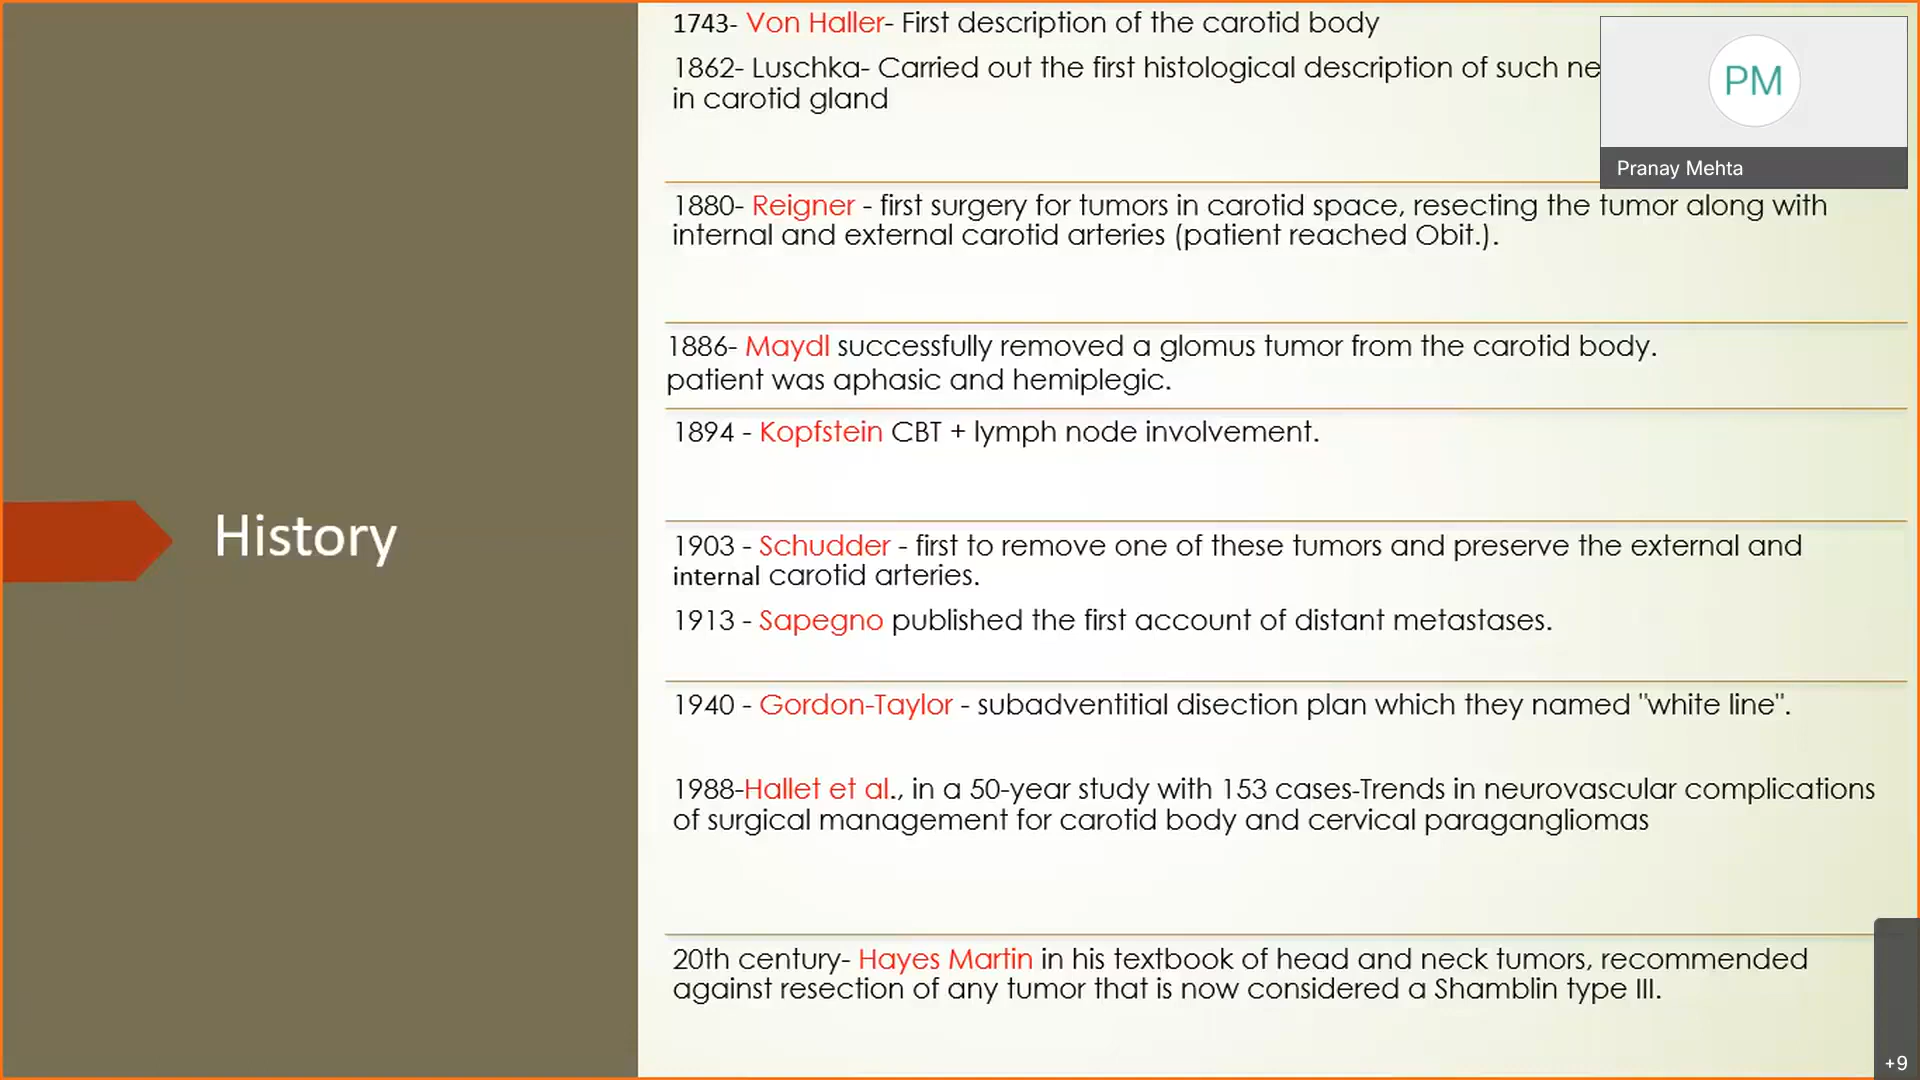 History
1743- Von Haller- First description of the carotid body
1862- Luschka- Carried out the first histological description of such
in carotid gland
PM
Pranay Mehta
1880- Reigner - first surgery for tumors in carotid space, resecting the tumor along with
internal and external carotid arteries (patient reached Obit.).
1886- Maydl successfully removed a glomus tumor from the carotid body.
patient was aphasic and hemiplegic.
1894 - Kopfstein CBT + lymph node involvement.
1903 - Schudder - first to remove one of these tumors and preserve the external and
internal carotid arteries.
1913 - Sapegno published the first account of distant metastases.
1940 - Gordon-Taylor - subadventitial disection plan which they named "white line".
1988-Hallet et al., in a 50-year study with 153 cases-Trends in neurovascular complications
of surgical management for carotid body and cervical paragangliomas
20th century- Hayes Martin in his textbook of head and neck tumors, recommended
against resection of any tumor that is now considered a Shamblin type III.
+9